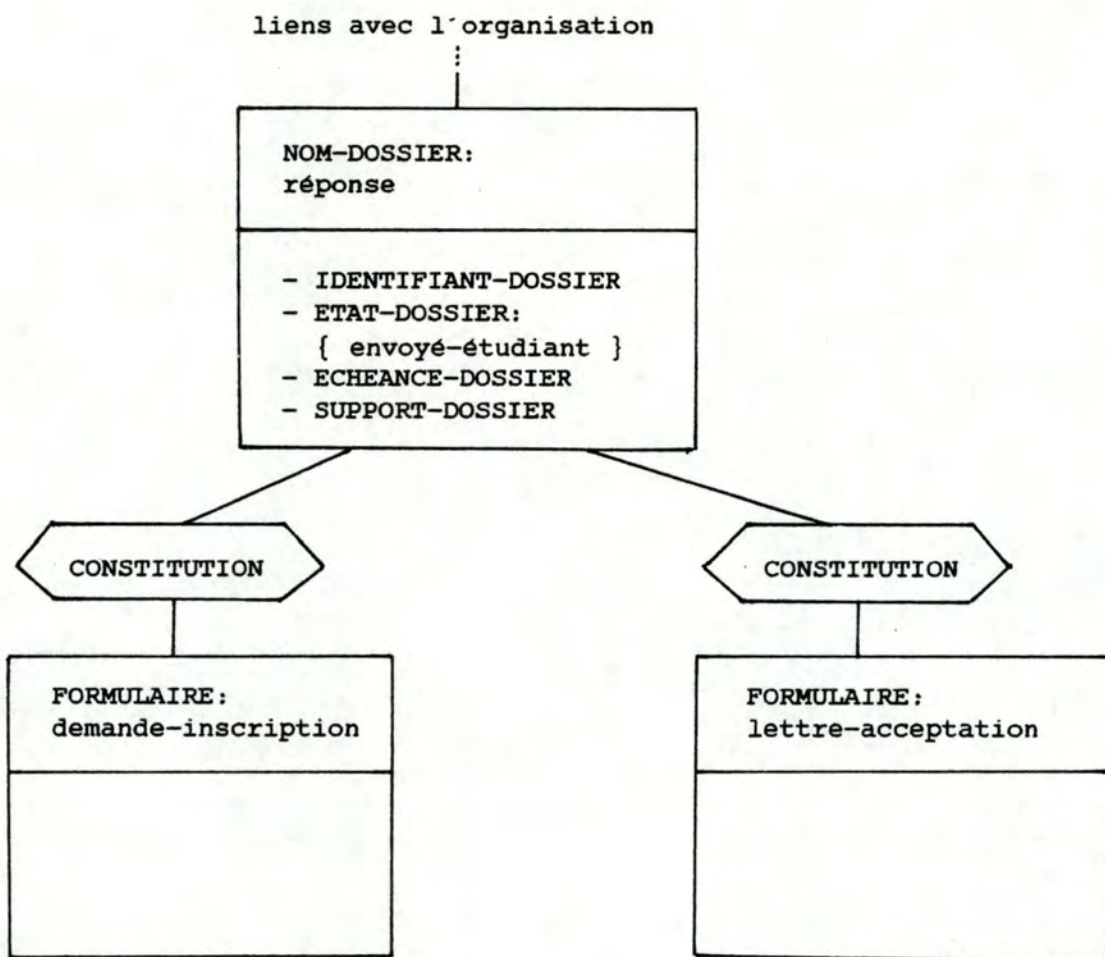 liens avec l´organisation
NOM-DOSSIER:
réponse
- IDENTIFIANT-DOSSIER
- ETAT-DOSSIER:
{ envoyé-étudiant }
- ECHEANCE-DOSSIER
- SUPPORT-DOSSIER
CONSTITUTION
CONSTITUTION
FORMULAIRE:
demande-inscription
FORMULAIRE:
lettre-acceptation